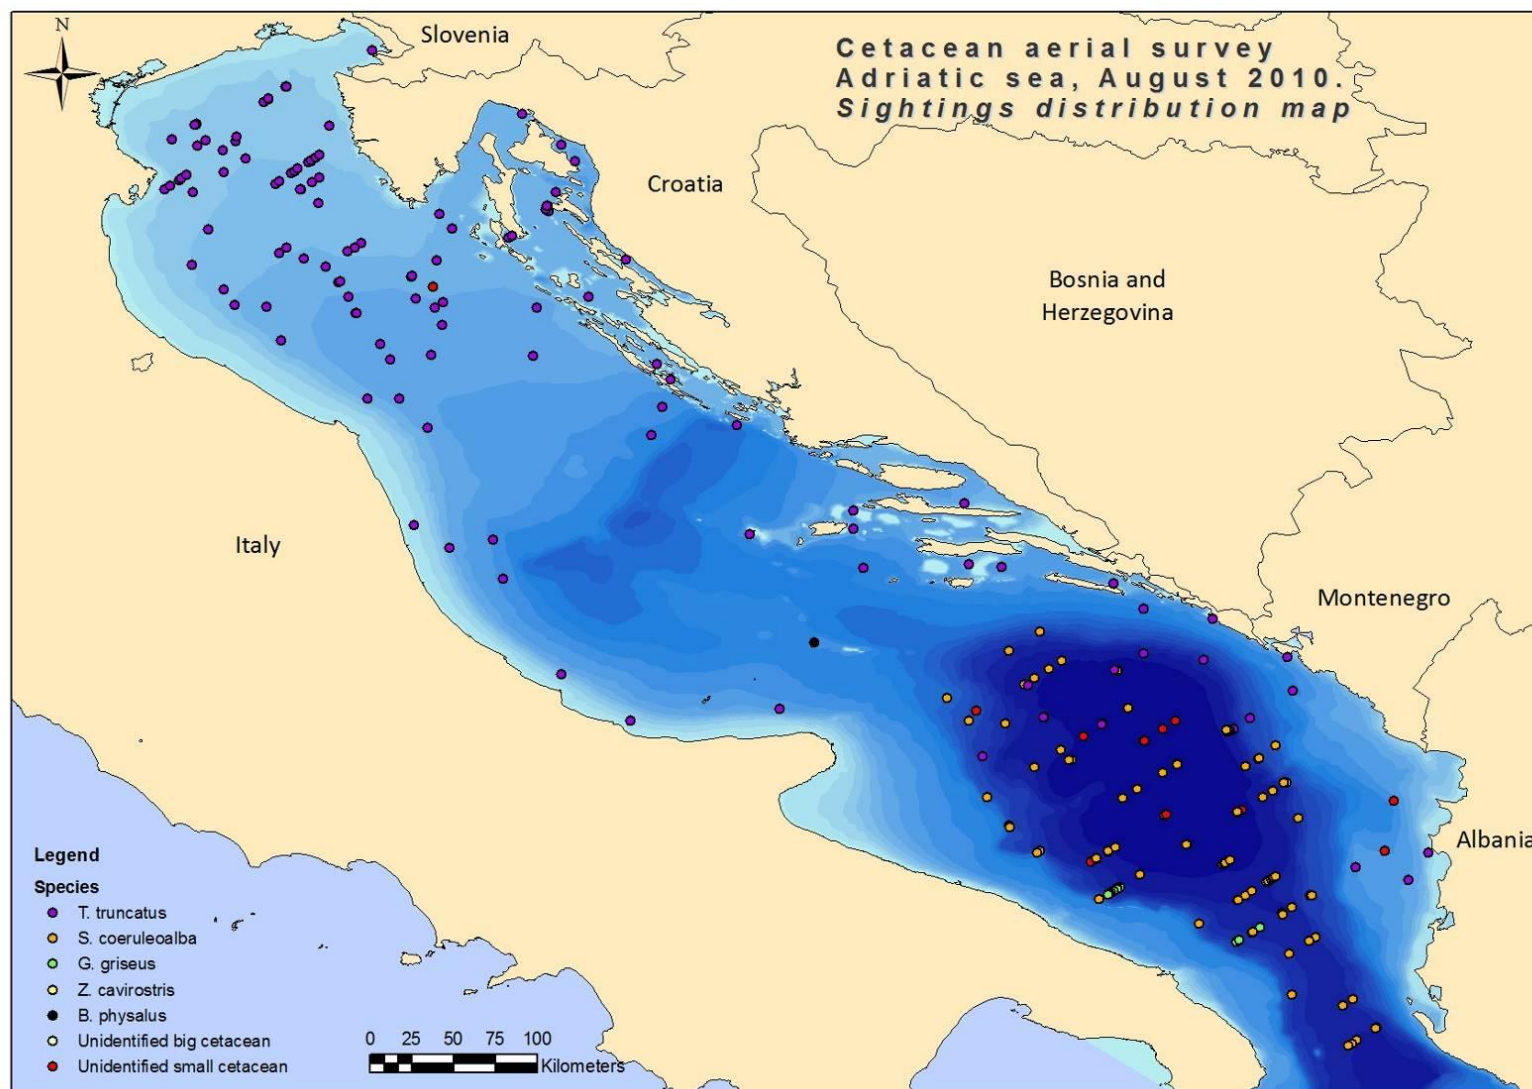 N
Slovenia
Cetacean aerial survey
Adriatic sea, August 2010.
Sightings distribution map
Croatia
Bosnia and
Herzegovina
Italy
Montenegro
Albania
Legend
Species
T. truncatus
S. coeruleoalba
G. griseus
Z. cavirostris
B. physalus
Unidentified big cetacean
Unidentified small cetacean
0 25 50 75 100
Kilometers